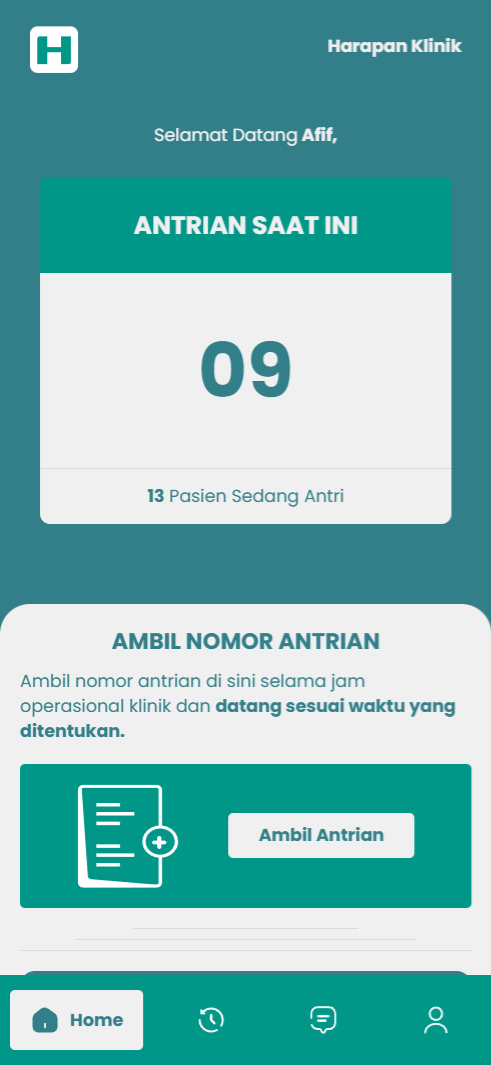 H
Harapan Klinik
Selamat Datang Afif,
ANTRIAN SAAT INI
09
13 Pasien Sedang Antri
AMBIL NOMOR ANTRIAN
Ambil nomor antrian di sini selama jam
operasional klinik dan datang sesuai waktu yang
ditentukan.
Ambil Antrian
Home